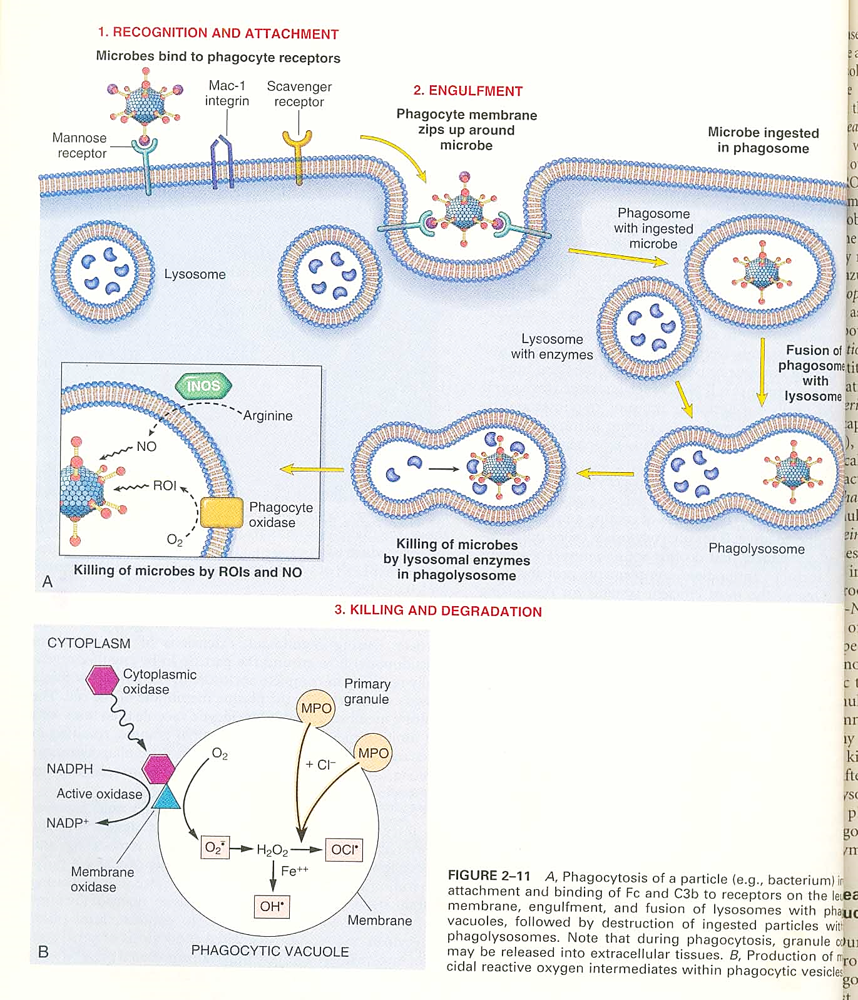 1. RECOGNITION AND ATTACHMENT
Microbes bind to phagocyte receptors
Mac-1
integrin
Scavenger
receptor
Mannose
receptor
2. ENGULFMENT
Phagocyte membrane
zips up around
microbe
Microbe ingested
in phagosome
Phagosome
with ingested
microbe
Lysosome
Lysosome
with enzymes
Fusion of
phagosome
with
lysosome
iNOS
Arginine
NO
ROI
O₂
Phagocyte
oxidase
Killing of microbes by ROIs and NO
Killing of microbes
by lysosomal enzymes
in phagolysosome
Phagolysosome
A
3. KILLING AND DEGRADATION
CYTOPLASM
Cytoplasmic
oxidase
Primary
granule
MPO
MPO
O₂
+ Cl⁻
NADPH
Active oxidase
NADP⁺
O₂•̄
H₂O₂
OCl•
Fe⁺⁺
OH•
Membrane
oxidase
Membrane
PHAGOCYTIC VACUOLE
B
FIGURE 2–11 A, Phagocytosis of a particle (e.g., bacterium)
attachment and binding of Fc and C3b to receptors on the
membrane, engulfment, and fusion of lysosomes with
vacuoles, followed by destruction of ingested particles
phagolysosomes. Note that during phagocytosis, granule
may be released into extracellular tissues. B, Production of
cidal reactive oxygen intermediates within phagocytic vesicles